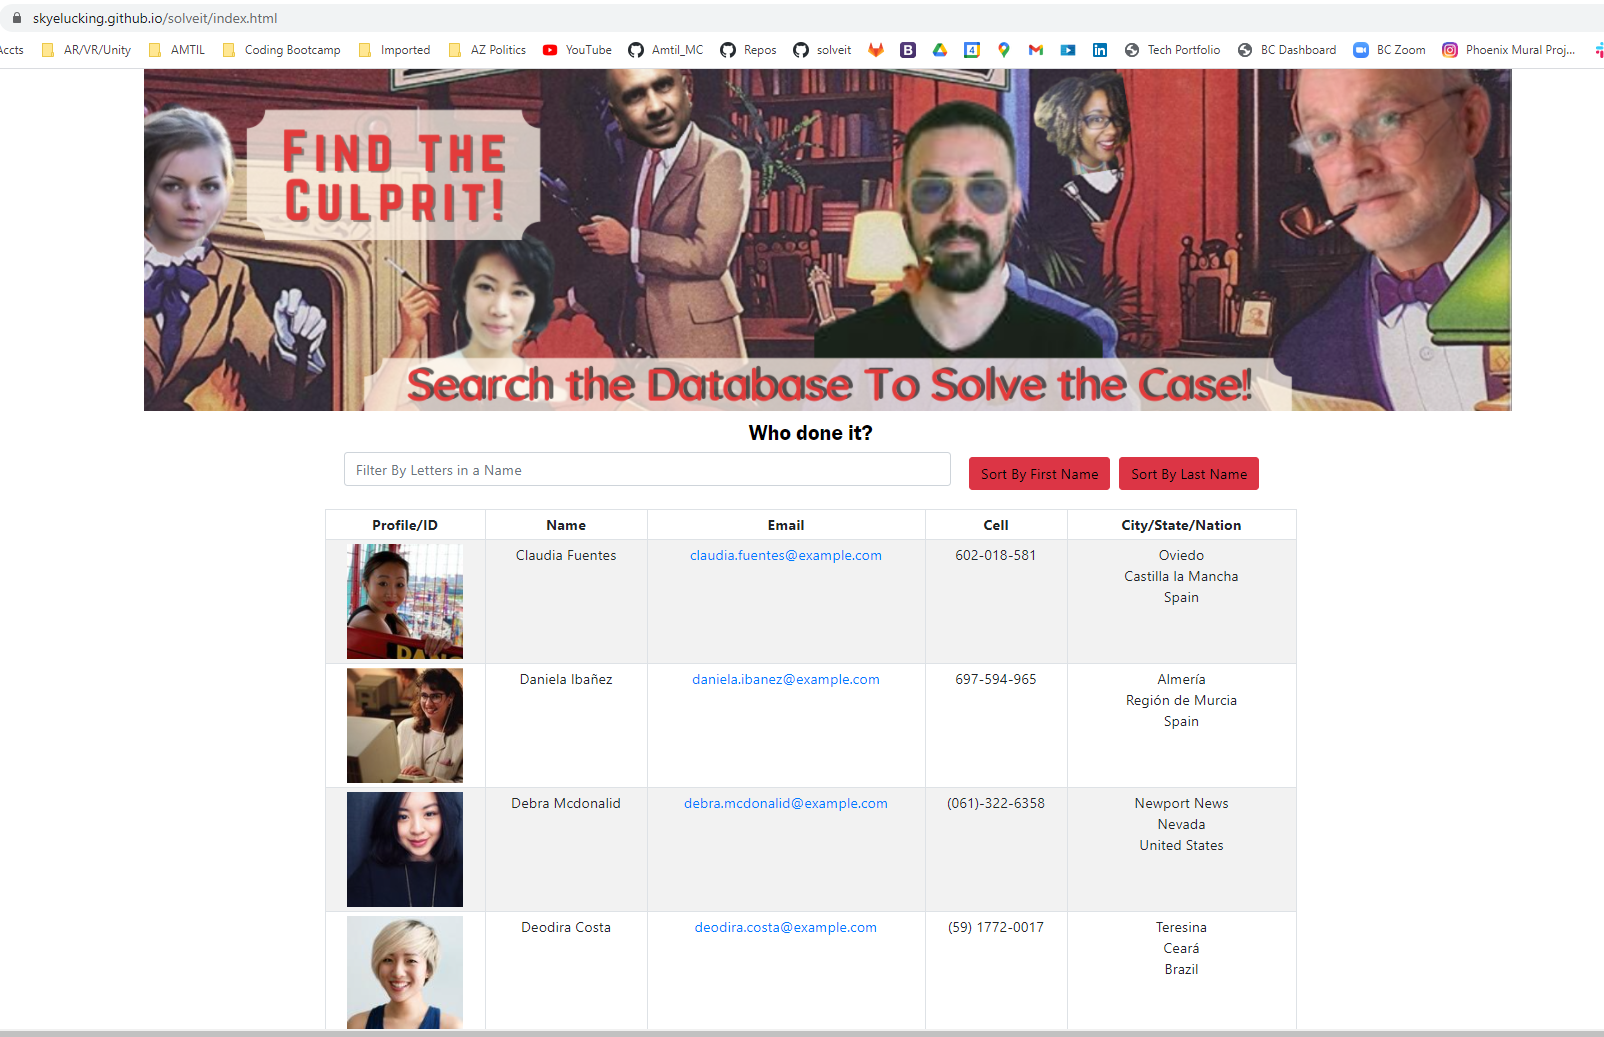 skyelucking.github.io/solveit/index.html
Accts AR/VR/Unity AMTIL Coding Bootcamp Imported AZ Politics YouTube Amtil_MC Repos solveit B 4 in Tech Portfolio BC Dashboard BC Zoom Phoenix Mural Proj...
FIND THE
CULPRIT!
Search the Database To Solve the Case!
Who done it?
Filter By Letters in a Name Sort By First Name Sort By Last Name
Profile/ID Name Email Cell City/State/Nation
Claudia Fuentes claudia.fuentes@example.com 602-018-581 Oviedo
Castilla la Mancha
Spain
Daniela Ibañez daniela.ibanez@example.com 697-594-965 Almería
Región de Murcia
Spain
Debra Mcdonalid debra.mcdonalid@example.com (061)-322-6358 Newport News
Nevada
United States
Deodira Costa deodira.costa@example.com (59) 1772-0017 Teresina
Ceará
Brazil